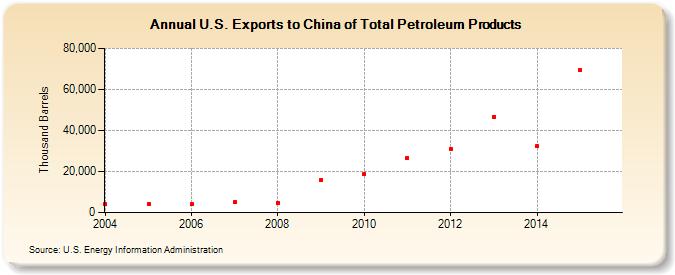 Annual U.S. Exports to China of Total Petroleum Products
Thousand Barrels
80,000
60,000
40,000
20,000
0
2004 2006 2008 2010 2012 2014
Source: U.S. Energy Information Administration